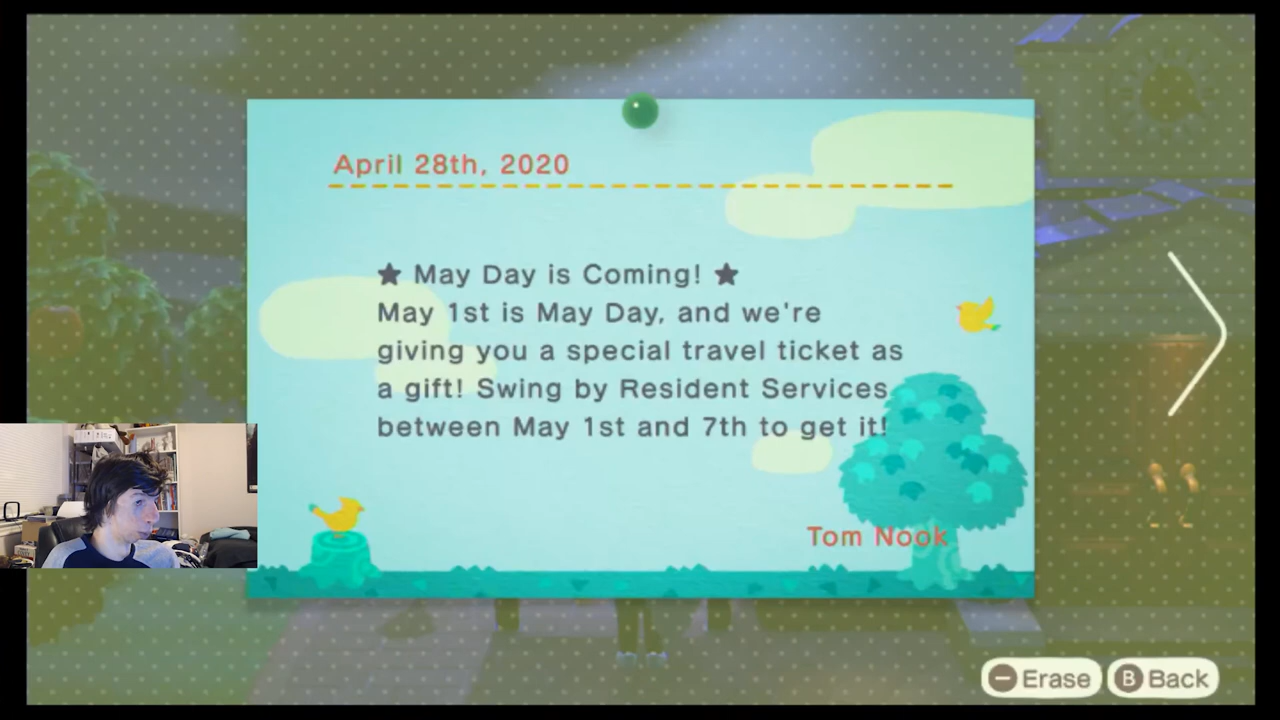 April 28th, 2020
★ May Day is Coming! ★
May 1st is May Day, and we're
giving you a special travel ticket as
a gift! Swing by Resident Services
between May 1st and 7th to get it!
Tom Nook
− Erase B Back